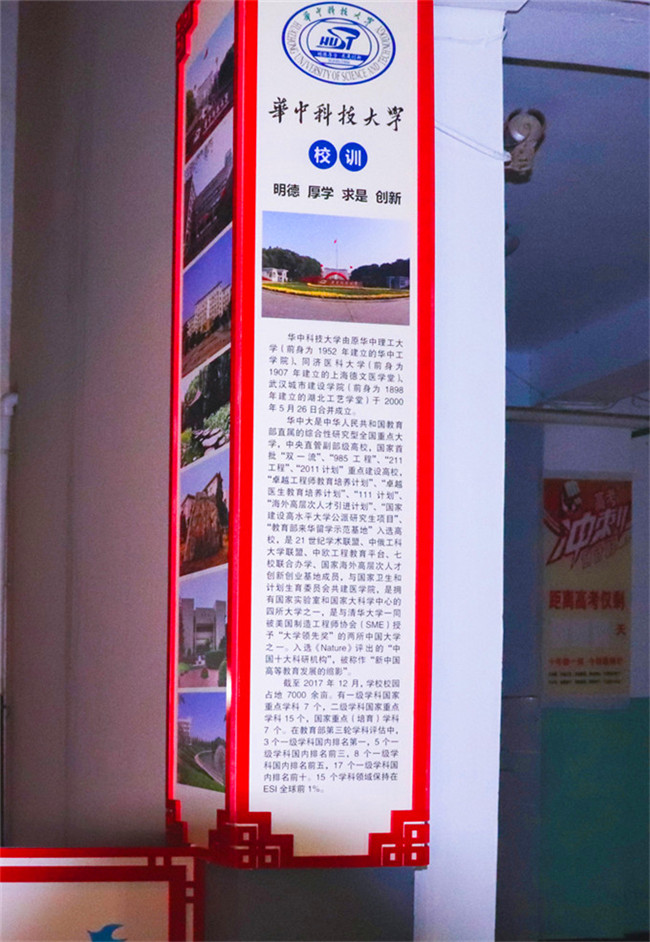 华中科技大学
HUAZHONG UNIVERSITY OF SCIENCE AND TECHNOLOGY
HUST
華中科技大学
校训
明德 厚学 求是 创新
华中科技大学由原华中理工大
学（前身为 1952 年建立的华中工
学院）、同济医科大学（前身为
1907 年建立的上海德文医学堂）、
武汉城市建设学院（前身为 1898
年建立的湖北工艺学堂）于 2000
年 5 月 26 日合并成立。
华中大是中华人民共和国教育
部直属的综合性研究型全国重点大
学，中央直管副部级高校，国家首
批“双一流”、“985 工程”、“211
工程”、“2011 计划”重点建设高校，
“卓越工程师教育培养计划”、“卓越
医生教育培养计划”、“111 计划”、
“海外高层次人才引进计划”、“国家
建设高水平大学公派研究生项目”、
“教育部来华留学示范基地”入选高
校，是 21 世纪学术联盟、中俄工科
大学联盟、中欧工程教育平台、七
校联合办学、国家海外高层次人才
创新创业基地成员，与国家卫生和
计划生育委员会共建医学院，是拥
有国家实验室和国家大科学中心的
四所大学之一，是与清华大学一同
被美国制造工程师协会（SME）授
予“大学领先奖”的两所中国大学
之一。入选《Nature》评出的“中
国十大科研机构”，被称作“新中国
高等教育发展的缩影”。
截至 2017 年 12 月，学校校园
占地 7000 余亩。有一级学科国家
重点学科 7 个，二级学科国家重点
学科 15 个，国家重点（培育）学科
7 个。在教育部第三轮学科评估中，
3 个一级学科国内排名第一，5 个一
级学科国内排名前三，8 个一级学
科国内排名前五，17 个一级学科国
内排名前十。15 个学科领域保持在
ESI 全球前 1%。
高考
冲刺!!
距离高考仅剩
天